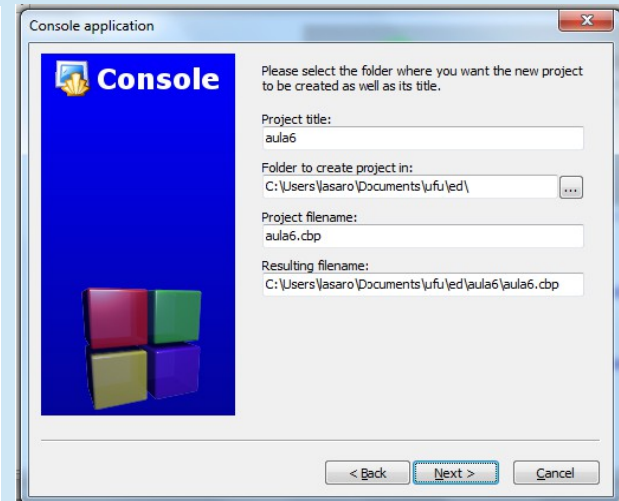 Console application
Console
Please select the folder where you want the new project
to be created as well as its title.
Project title:
aula6
Folder to create project in:
C:\Users\lasaro\Documents\ufu\ed\
...
Project filename:
aula6.cbp
Resulting filename:
C:\Users\lasaro\Documents\ufu\ed\aula6\aula6.cbp
< Back
Next >
Cancel